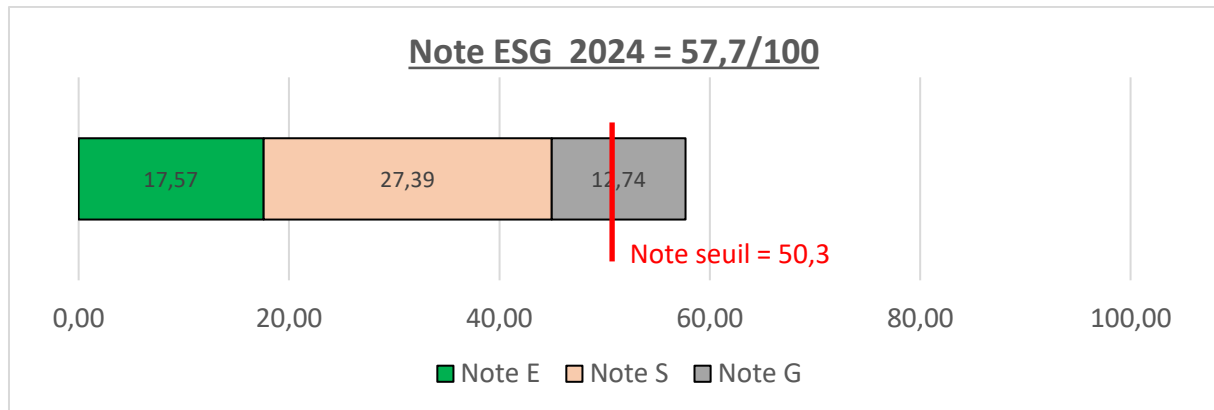 Note ESG  2024 = 57,7/100
17,57 27,39 12,74
Note seuil = 50,3
0,00 20,00 40,00 60,00 80,00 100,00
Note E Note S Note G